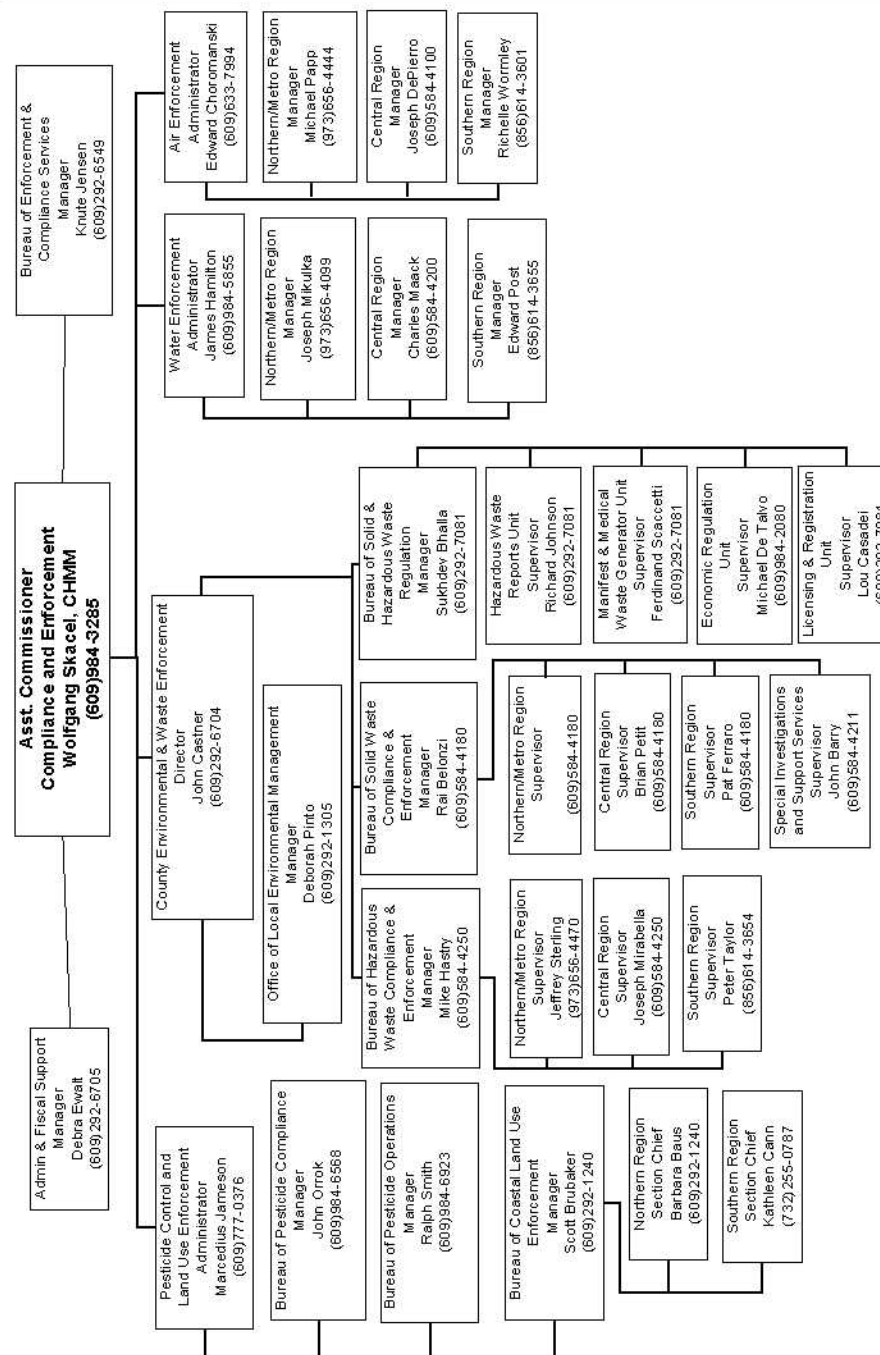 Asst. Commissioner
Compliance and Enforcement
Wolfgang Skacel, CHMM
(609)984-3285
Admin & Fiscal Support
Manager
Debra Ewalt
(609)292-6705
Bureau of Enforcement &
Compliance Services
Manager
Knute Jensen
(609)292-6549
Pesticide Control and
Land Use Enforcement
Administrator
Marcedius Jameson
(609)777-0376
Bureau of Pesticide Compliance
Manager
John Orrok
(609)984-6568
Bureau of Pesticide Operations
Manager
Ralph Smith
(609)984-6923
Bureau of Coastal Land Use
Enforcement
Manager
Scott Brubaker
(609)292-1240
Northern Region
Section Chief
Barbara Baus
(609)292-1240
Southern Region
Section Chief
Kathleen Cann
(732)255-0787
County Environmental & Waste Enforcement
Director
John Castner
(609)292-6704
Office of Local Environmental Management
Manager
Deborah Pinto
(609)292-1305
Bureau of Hazardous
Waste Compliance &
Enforcement
Manager
Mike Hastry
(609)584-4250
Northern/Metro Region
Supervisor
Jeffrey Sterling
(973)656-4470
Central Region
Supervisor
Joseph Mirabella
(609)584-4250
Southern Region
Supervisor
Peter Taylor
(856)614-3654
Bureau of Solid Waste
Compliance &
Enforcement
Manager
Rai Belonzi
(609)584-4180
Northern/Metro Region
Supervisor
(609)584-4180
Central Region
Supervisor
Brian Petit
(609)584-4180
Southern Region
Supervisor
Pat Ferraro
(609)584-4180
Special Investigations
and Support Services
Supervisor
John Barry
(609)584-4211
Bureau of Solid &
Hazardous Waste
Regulation
Manager
Sukhdev Bhalla
(609)292-7081
Hazardous Waste
Reports Unit
Supervisor
Richard Johnson
(609)292-7081
Manifest & Medical
Waste Generator Unit
Supervisor
Ferdinand Scaccetti
(609)292-7081
Economic Regulation
Unit
Supervisor
Michael De Talvo
(609)984-2080
Licensing & Registration
Unit
Supervisor
Lou Casadei
Water Enforcement
Administrator
James Hamilton
(609)984-5855
Northern/Metro Region
Manager
Joseph Mikulka
(973)656-4099
Central Region
Manager
Charles Maack
(609)584-4200
Southern Region
Manager
Edward Post
(856)614-3655
Air Enforcement
Administrator
Edward Choromanski
(609)633-7994
Northern/Metro Region
Manager
Michael Papp
(973)656-4444
Central Region
Manager
Joseph DePierro
(609)584-4100
Southern Region
Manager
Richelle Wormley
(856)614-3601